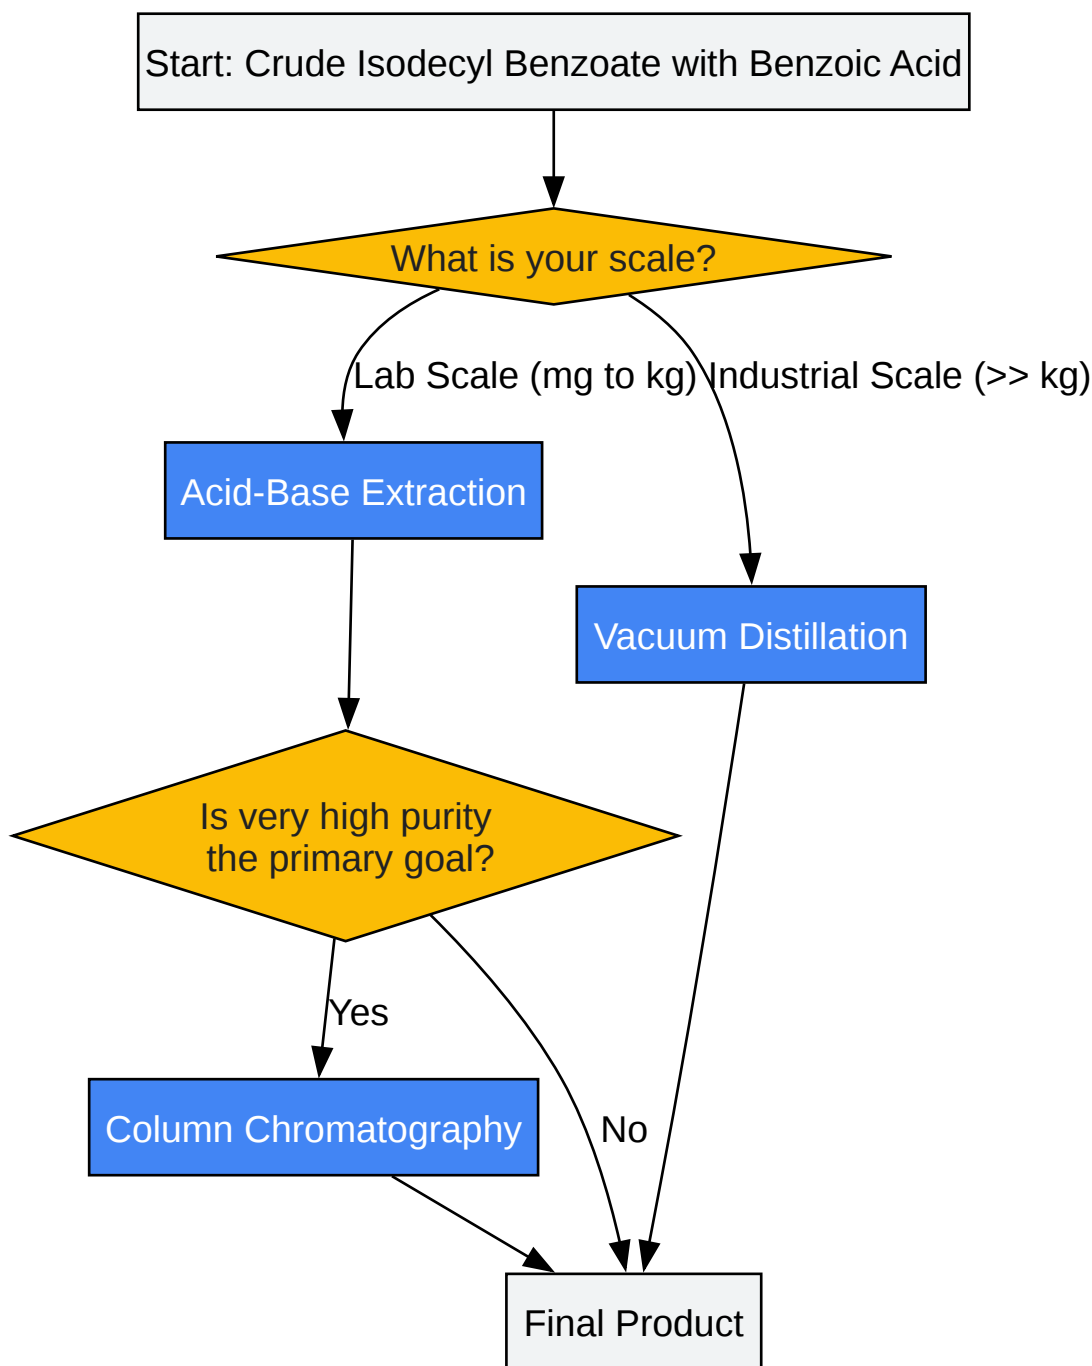 Start: Crude Isodecyl Benzoate with Benzoic Acid
What is your scale?
Lab Scale (mg to kg)
Industrial Scale (>> kg)
Acid-Base Extraction
Vacuum Distillation
Is very high purity
the primary goal?
Yes
Column Chromatography
No
Final Product